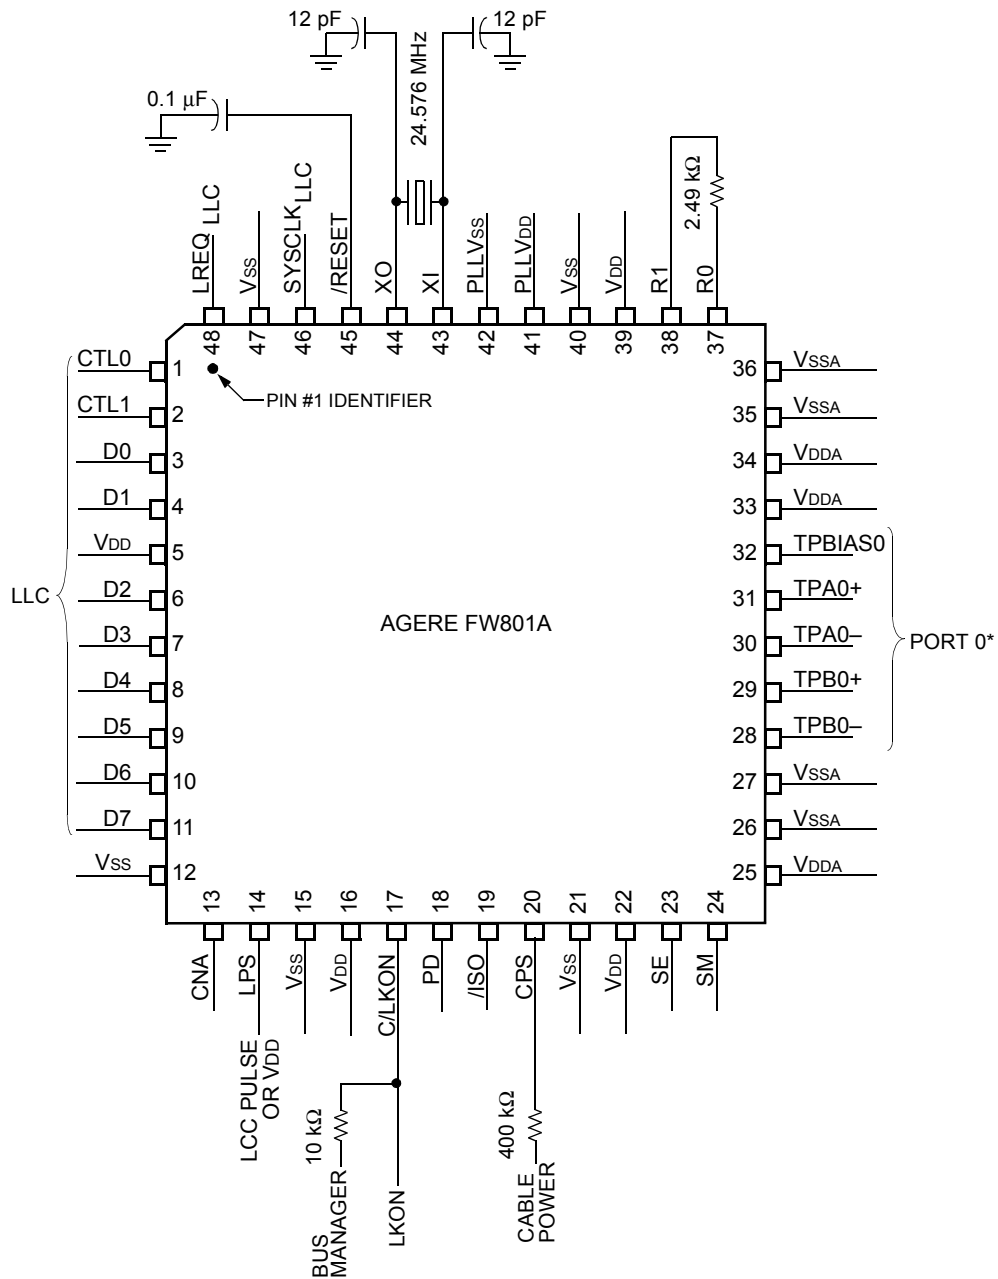 12 pF
12 pF
24.576 MHz
0.1 μF
2.49 kΩ
LREQ LLC
VSS
SYSCLK LLC
/RESET
XO
XI
PLLVSS
PLLVDD
VSS
VDD
R1
R0
48
47
46
45
44
43
42
41
40
39
38
37
PIN #1 IDENTIFIER
CTL0 1
CTL1 2
D0 3
D1 4
VDD 5
D2 6
D3 7
D4 8
D5 9
D6 10
D7 11
VSS 12
LLC
AGERE FW801A
36 VSSA
35 VSSA
34 VDDA
33 VDDA
32 TPBIAS0
31 TPA0+
30 TPA0–
29 TPB0+
28 TPB0–
27 VSSA
26 VSSA
25 VDDA
PORT 0*
13
14
15
16
17
18
19
20
21
22
23
24
CNA
LPS
VSS
VDD
C/LKON
PD
/ISO
CPS
VSS
VDD
SE
SM
LCC PULSE
OR VDD
10 kΩ
BUS
MANAGER
LKON
400 kΩ
CABLE
POWER